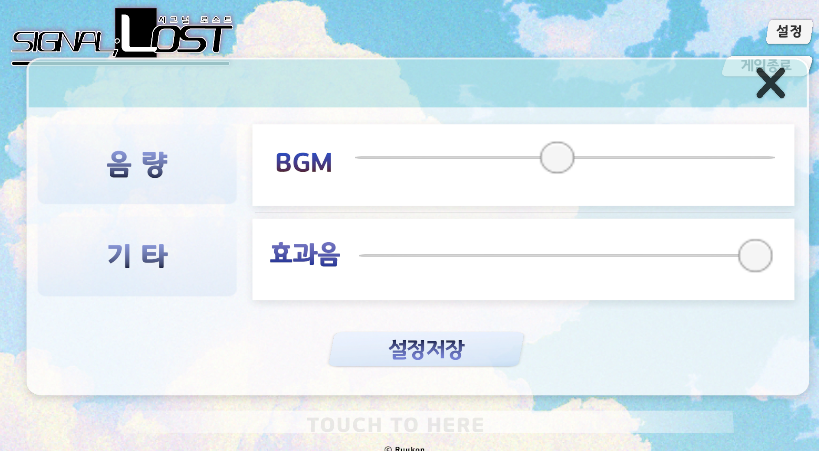 시그널 로스트
SIGNAL; LOST
설정
게임종료
음 량
BGM
기 타
효과음
설정저장
TOUCH TO HERE